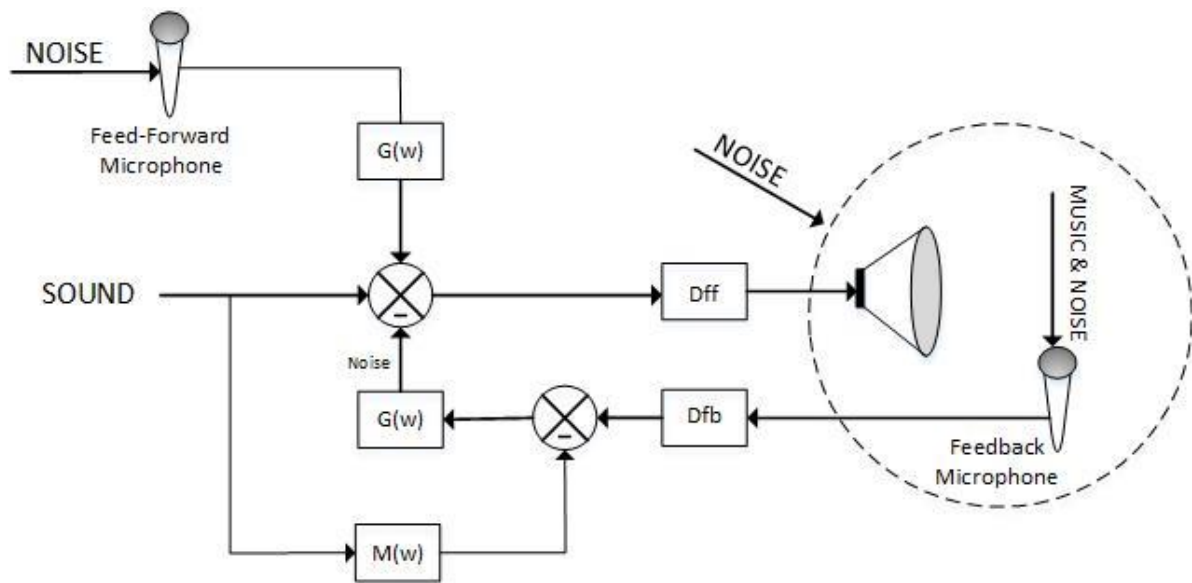 NOISE
Feed-Forward
Microphone
G(w)
NOISE
MUSIC & NOISE
SOUND
-
Dff
Noise
G(w)
-
Dfb
Feedback
Microphone
M(w)